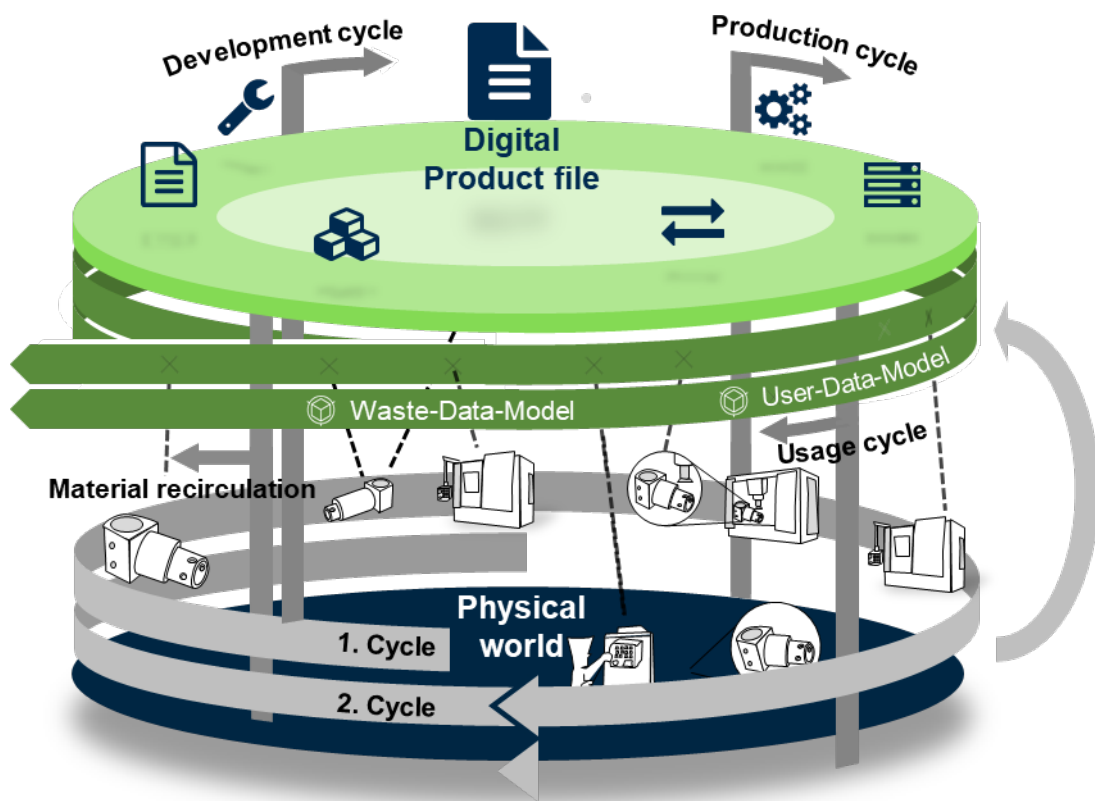 Development cycle
Production cycle
Digital
Product file
User-Data-Model
Waste-Data-Model
Usage cycle
Material recirculation
Physical
world
1. Cycle
2. Cycle